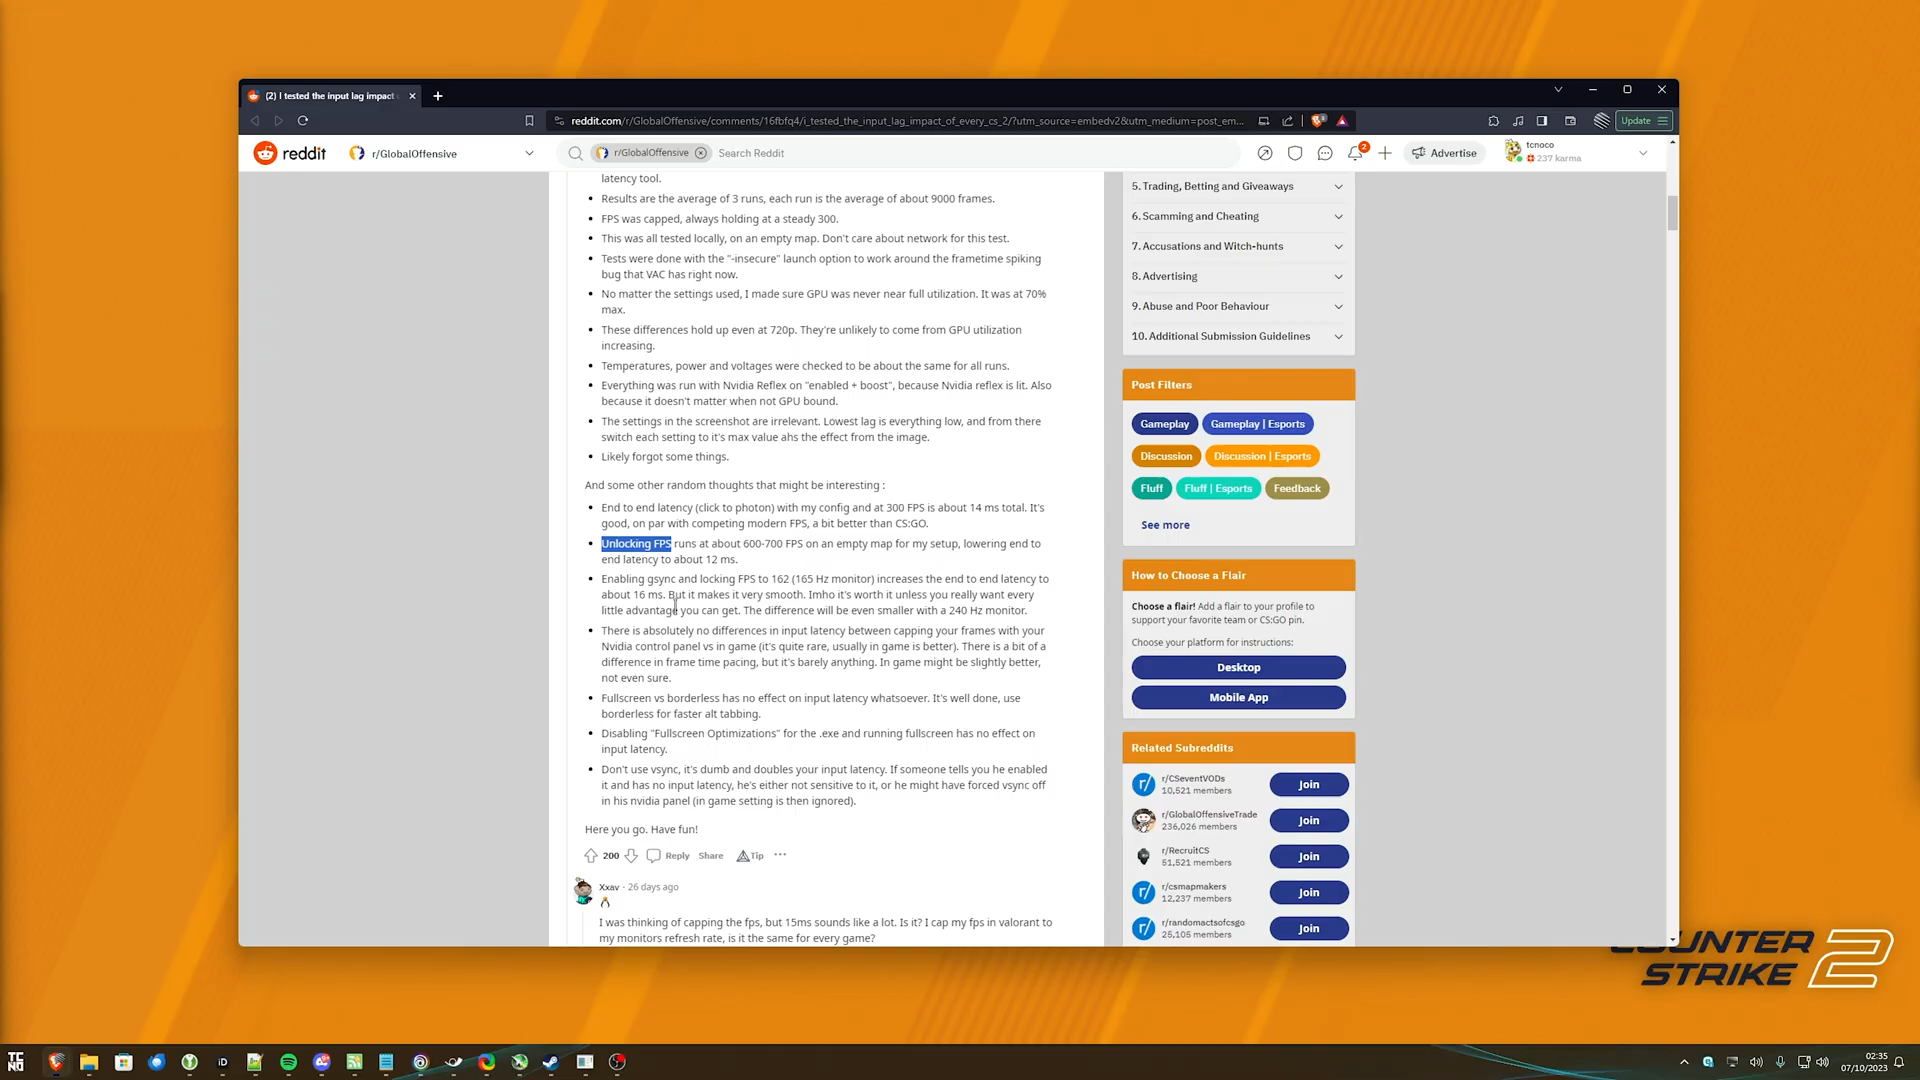 (2) I tested the input lag impact
reddit.com/r/GlobalOffensive/comments/16fbfq4/i_tested_the_input_lag_impact_of_every_cs_2/?utm_source=embedv2&utm_medium=post_em...
Update
reddit
r/GlobalOffensive
r/GlobalOffensive
Search Reddit
2
Advertise
tcnoco
237 karma
latency tool.
Results are the average of 3 runs, each run is the average of about 9000 frames.
FPS was capped, always holding at a steady 300.
This was all tested locally, on an empty map. Don't care about network for this test.
Tests were done with the "-insecure" launch option to work around the frametime spiking
bug that VAC has right now.
No matter the settings used, I made sure GPU was never near full utilization. It was at 70%
max.
These differences hold up even at 720p. They're unlikely to come from GPU utilization
increasing.
Temperatures, power and voltages were checked to be about the same for all runs.
Everything was run with Nvidia Reflex on "enabled + boost", because Nvidia reflex is lit. Also
because it doesn't matter when not GPU bound.
The settings in the screenshot are irrelevant. Lowest lag is everything low, and from there
switch each setting to it's max value ahs the effect from the image.
Likely forgot some things.
And some other random thoughts that might be interesting :
End to end latency (click to photon) with my config and at 300 FPS is about 14 ms total. It's
good, on par with competing modern FPS, a bit better than CS:GO.
Unlocking FPS runs at about 600-700 FPS on an empty map for my setup, lowering end to
end latency to about 12 ms.
Enabling gsync and locking FPS to 162 (165 Hz monitor) increases the end to end latency to
about 16 ms. But it makes it very smooth. Imho it's worth it unless you really want every
little advantage you can get. The difference will be even smaller with a 240 Hz monitor.
There is absolutely no differences in input latency between capping your frames with your
Nvidia control panel vs in game (it's quite rare, usually in game is better). There is a bit of a
difference in frame time pacing, but it's barely anything. In game might be slightly better,
not even sure.
Fullscreen vs borderless has no effect on input latency whatsoever. It's well done, use
borderless for faster alt tabbing.
Disabling "Fullscreen Optimizations" for the .exe and running fullscreen has no effect on
input latency.
Don't use vsync, it's dumb and doubles your input latency. If someone tells you he enabled
it and has no input latency, he's either not sensitive to it, or he might have forced vsync off
in his nvidia panel (in game setting is then ignored).
Here you go. Have fun!
200 Reply Share Tip
Xxav · 26 days ago
I was thinking of capping the fps, but 15ms sounds like a lot. Is it? I cap my fps in valorant to
my monitors refresh rate, is it the same for every game?
5. Trading, Betting and Giveaways
6. Scamming and Cheating
7. Accusations and Witch-hunts
8. Advertising
9. Abuse and Poor Behaviour
10. Additional Submission Guidelines
Post Filters
Gameplay Gameplay | Esports
Discussion Discussion | Esports
Fluff Fluff | Esports Feedback
See more
How to Choose a Flair
Choose a flair! Add a flair to your profile to
support your favorite team or CS:GO pin.
Choose your platform for instructions:
Desktop
Mobile App
Related Subreddits
r/CSeventVODs
10,521 members
Join
r/GlobalOffensiveTrade
236,026 members
Join
r/RecruitCS
51,521 members
Join
r/csmapmakers
12,237 members
Join
r/randomactsofcsgo
25,105 members
Join
COUNTER
STRIKE 2
TC
NO
iD
02:35
07/10/2023